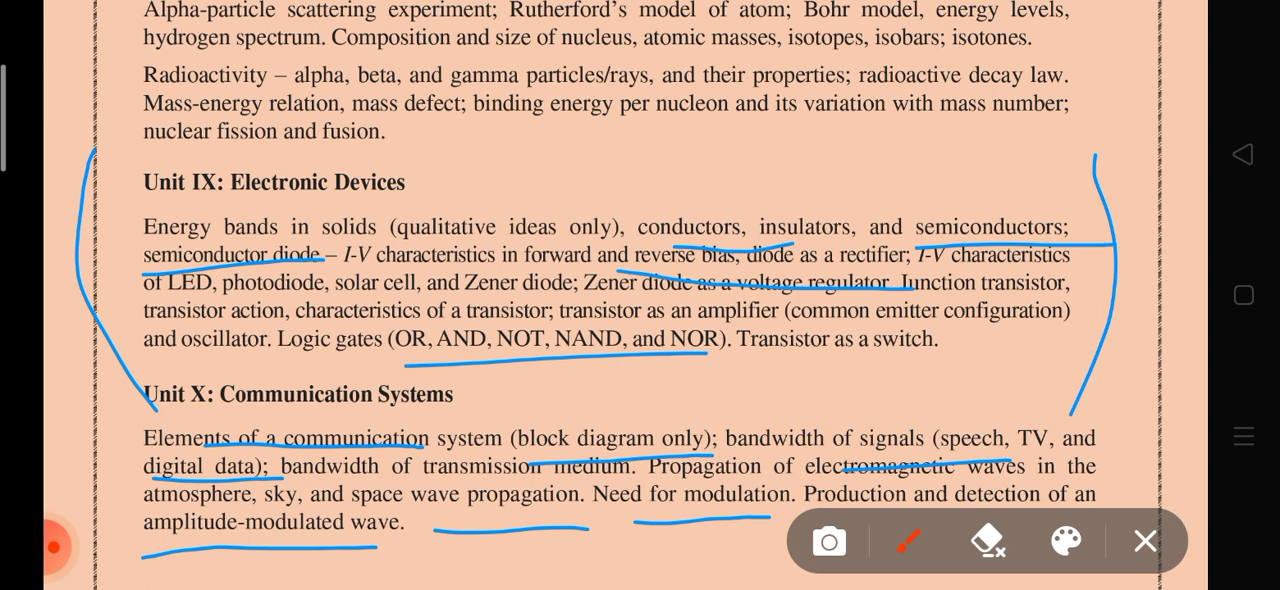 Alpha-particle scattering experiment; Rutherford's model of atom; Bohr model, energy levels,
hydrogen spectrum. Composition and size of nucleus, atomic masses, isotopes, isobars; isotones.
Radioactivity – alpha, beta, and gamma particles/rays, and their properties; radioactive decay law.
Mass-energy relation, mass defect; binding energy per nucleon and its variation with mass number;
nuclear fission and fusion.
Unit IX: Electronic Devices
Energy bands in solids (qualitative ideas only), conductors, insulators, and semiconductors;
semiconductor diode – I-V characteristics in forward and reverse bias, diode as a rectifier; I-V characteristics
of LED, photodiode, solar cell, and Zener diode; Zener diode as a voltage regulator. Junction transistor,
transistor action, characteristics of a transistor; transistor as an amplifier (common emitter configuration)
and oscillator. Logic gates (OR, AND, NOT, NAND, and NOR). Transistor as a switch.
Unit X: Communication Systems
Elements of a communication system (block diagram only); bandwidth of signals (speech, TV, and
digital data); bandwidth of transmission medium. Propagation of electromagnetic waves in the
atmosphere, sky, and space wave propagation. Need for modulation. Production and detection of an
amplitude-modulated wave.